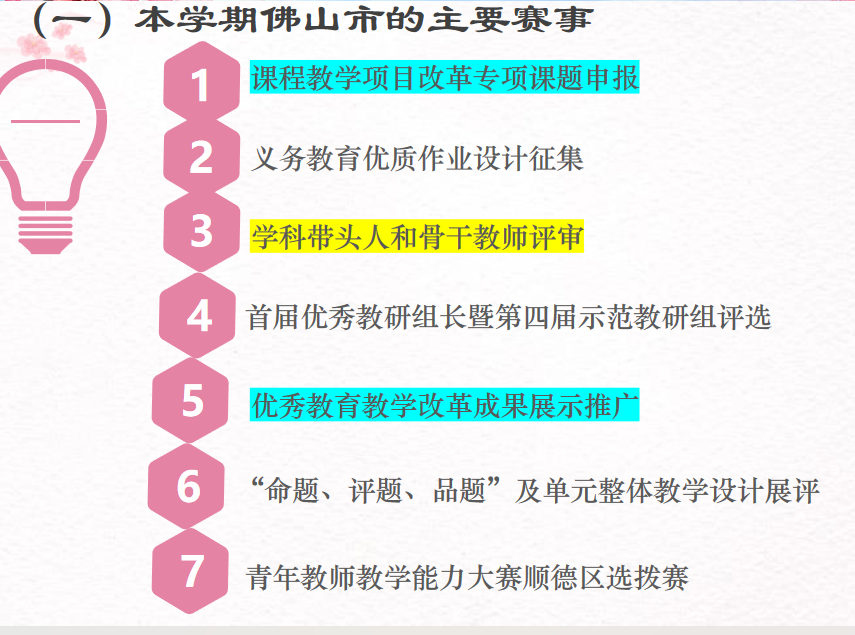 （一）本学期佛山市的主要赛事
1 课程教学项目改革专项课题申报
2 义务教育优质作业设计征集
3 学科带头人和骨干教师评审
4 首届优秀教研组长暨第四届示范教研组评选
5 优秀教育教学改革成果展示推广
6 “命题、评题、品题”及单元整体教学设计展评
7 青年教师教学能力大赛顺德区选拨赛